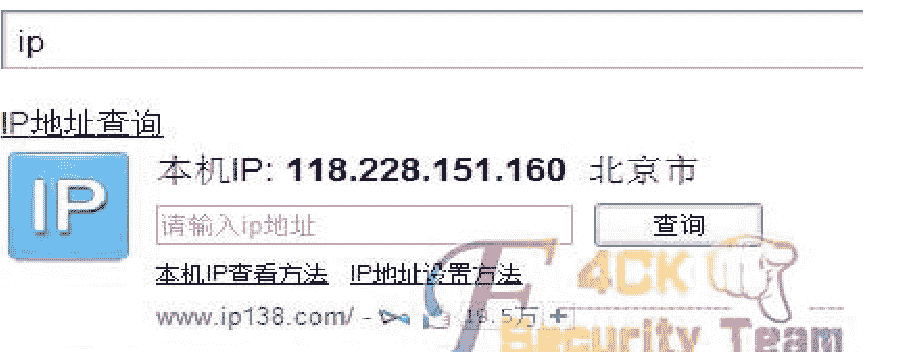 ip
IP地址查询
IP
本机IP: 118.228.151.160 北京市
请输入ip地址 查询
本机IP查看方法 IP地址设置方法
www.ip138.com/ -
F4CK
Security Team